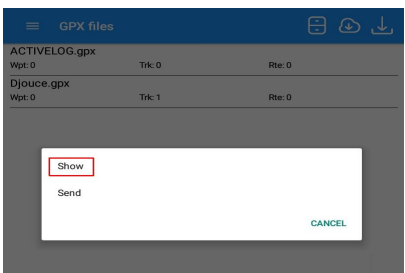 GPX files
ACTIVELOG.gpx
Wpt: 0 Trk: 0 Rte: 0
Djouce.gpx
Wpt: 0 Trk: 1 Rte: 0
Show
Send
CANCEL